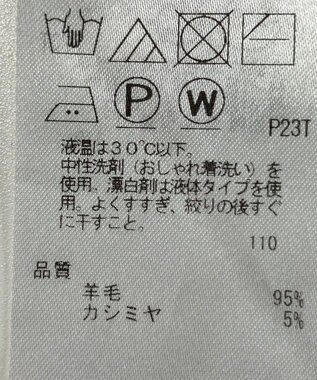 P
W
P23T
液温は30℃以下。
中性洗剤(おしゃれ着洗い)を
使用。漂白剤は液体タイプを使
用。よくすすぎ、絞りの後すぐ
に干すこと。
110
品質
羊毛 95%
カシミヤ 5%